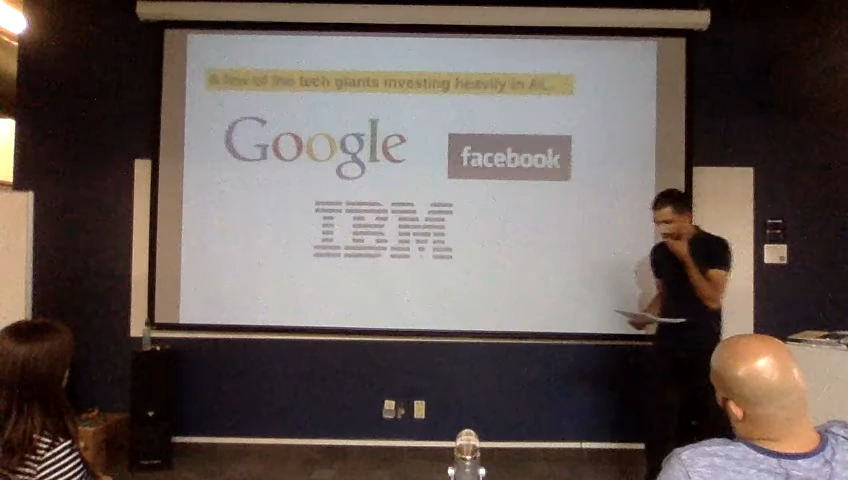 A few of the tech giants investing heavily in AI...
Google
facebook
IBM